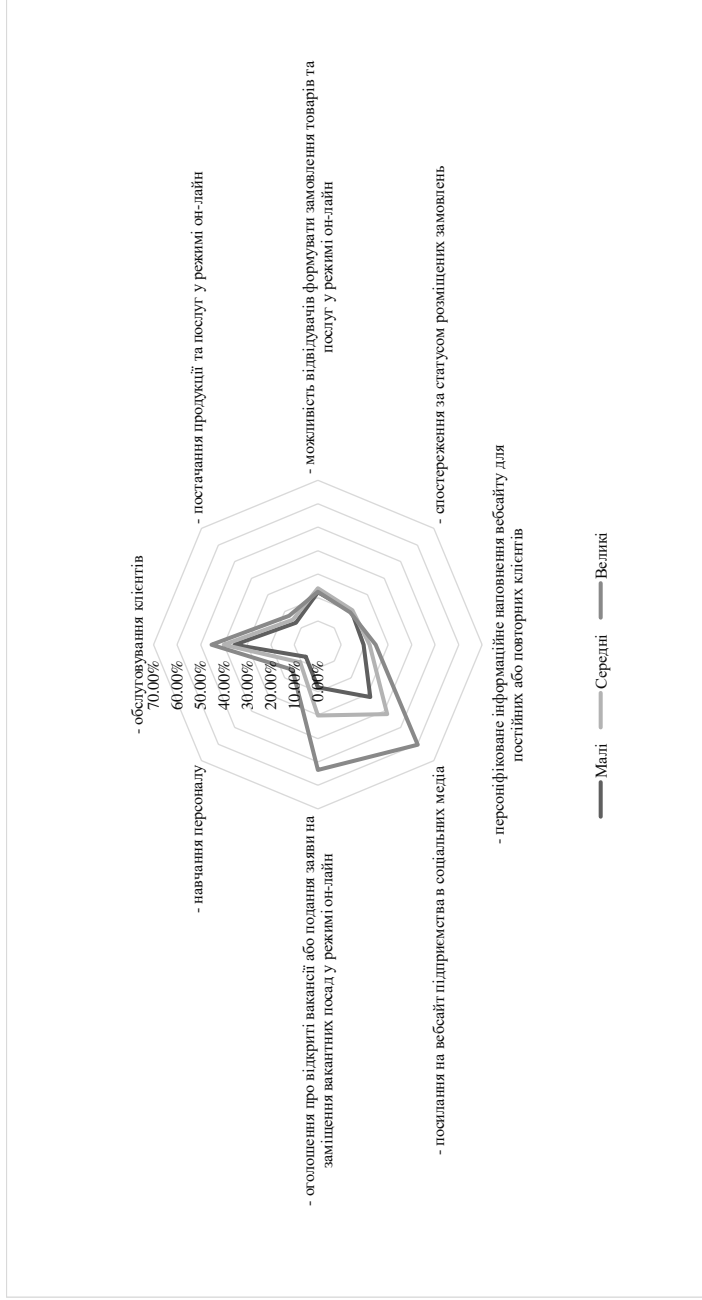 - обслуговування клієнтів
- постачання продукції та послуг у режимі он-лайн
- можливість відвідувачів формувати замовлення товарів та
послуг у режимі он-лайн
- спостереження за статусом розміщених замовлень
- персоніфіковане інформаційне наповнення вебсайту для
постійних або повторних клієнтів
- посилання на вебсайт підприємства в соціальних медіа
- оголошення про відкриті вакансії або подання заяви на
заміщення вакантних посад у режимі он-лайн
- навчання персоналу
70.00%
60.00%
50.00%
40.00%
30.00%
20.00%
10.00%
0.00%
Малі
Середні
Великі